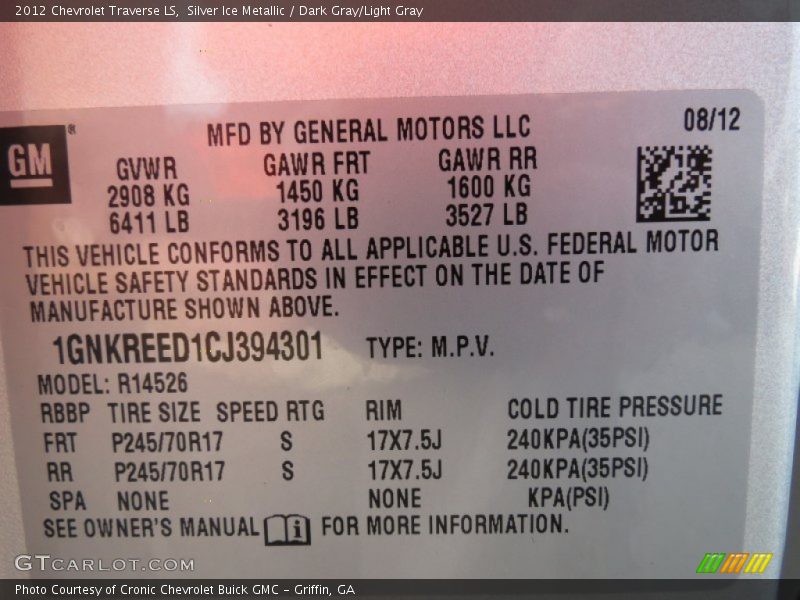 2012 Chevrolet Traverse LS, Silver Ice Metallic / Dark Gray/Light Gray
08/12
MFD BY GENERAL MOTORS LLC
GM®
GVWR GAWR FRT GAWR RR
2908 KG 1450 KG 1600 KG
6411 LB 3196 LB 3527 LB
THIS VEHICLE CONFORMS TO ALL APPLICABLE U.S. FEDERAL MOTOR
VEHICLE SAFETY STANDARDS IN EFFECT ON THE DATE OF
MANUFACTURE SHOWN ABOVE.
1GNKREED1CJ394301 TYPE: M.P.V.
MODEL: R14526
RBBP TIRE SIZE SPEED RTG RIM COLD TIRE PRESSURE
FRT P245/70R17 S 17X7.5J 240KPA(35PSI)
RR P245/70R17 S 17X7.5J 240KPA(35PSI)
SPA NONE NONE KPA(PSI)
SEE OWNER'S MANUAL i FOR MORE INFORMATION.
GTCARLOT.COM
Photo Courtesy of Cronic Chevrolet Buick GMC - Griffin, GA